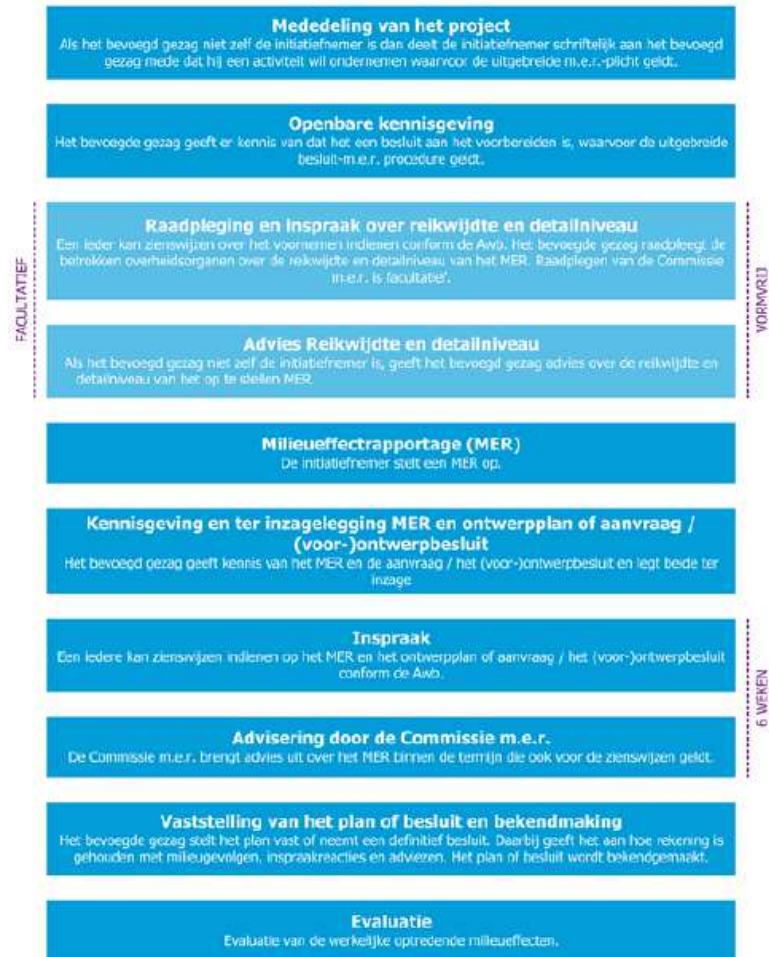 Mededeling van het project
Als het bevoegd gezag niet zelf de initiatiefnemer is dan deelt de initiatiefnemer schriftelijk aan het bevoegd
gezag mede dat hij een activiteit wil ondernemen waarvoor de uitgebreide m.e.r.-plicht geldt.
Openbare kennisgeving
Het bevoegde gezag geeft er kennis van dat het een besluit aan het voorbereiden is, waarvoor de uitgebreide
besluit-m.e.r. procedure geldt.
FACULTATIEF
Raadpleging en inspraak over reikwijdte en detailniveau
Een ieder kan zienswijzen over het voornemen indienen conform de Awb. Het bevoegde gezag raadpleegt de
betrokken overheidsorganen over de reikwijdte en detailniveau van het MER. Raadplegen van de Commissie
m.e.r. is facultatief.
VORMVRIJ
Advies Reikwijdte en detailniveau
Als het bevoegd gezag niet zelf de initiatiefnemer is, geeft het bevoegd gezag advies over de reikwijdte en
detailniveau van het op te stellen MER
Milieueffectrapportage (MER)
De initiatiefnemer stelt een MER op.
Kennisgeving en ter inzagelegging MER en ontwerpplan of aanvraag /
(voor-)ontwerpbesluit
Het bevoegd gezag geeft kennis van het MER en de aanvraag / het (voor-)ontwerpbesluit en legt beide ter
inzage
Inspraak
Een iedere kan zienswijzen indienen op het MER en het ontwerpplan of aanvraag / het (voor-)ontwerpbesluit
conform de Awb.
6 WEKEN
Advisering door de Commissie m.e.r.
De Commissie m.e.r. brengt advies uit over het MER binnen de termijn die ook voor de zienswijzen geldt.
Vaststelling van het plan of besluit en bekendmaking
Het bevoegde gezag stelt het plan vast of neemt een definitief besluit. Daarbij geeft het aan hoe rekening is
gehouden met milieugevolgen, inspraakreacties en adviezen. Het plan of besluit wordt bekendgemaakt.
Evaluatie
Evaluatie van de werkelijke optredende milieueffecten.